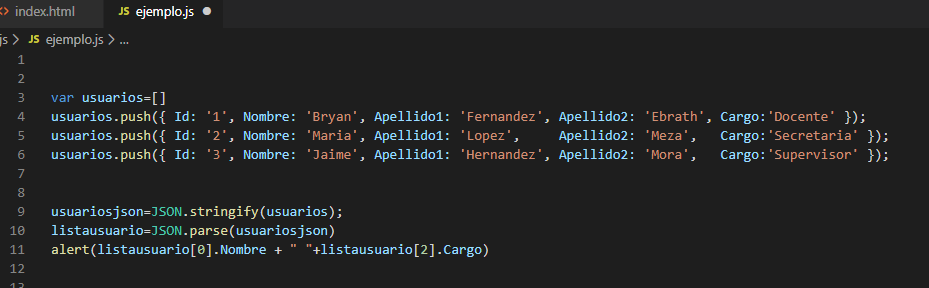 <> index.html JS ejemplo.js ●
js > JS ejemplo.js > ...
1
2
3 var usuarios=[]
4 usuarios.push({ Id: '1', Nombre: 'Bryan', Apellido1: 'Fernandez', Apellido2: 'Ebrath', Cargo:'Docente' });
5 usuarios.push({ Id: '2', Nombre: 'Maria', Apellido1: 'Lopez',     Apellido2: 'Meza',   Cargo:'Secretaria' });
6 usuarios.push({ Id: '3', Nombre: 'Jaime', Apellido1: 'Hernandez', Apellido2: 'Mora',   Cargo:'Supervisor' });
7
8
9 usuariosjson=JSON.stringify(usuarios);
10 listausuario=JSON.parse(usuariosjson)
11 alert(listausuario[0].Nombre + " "+listausuario[2].Cargo)
12
13